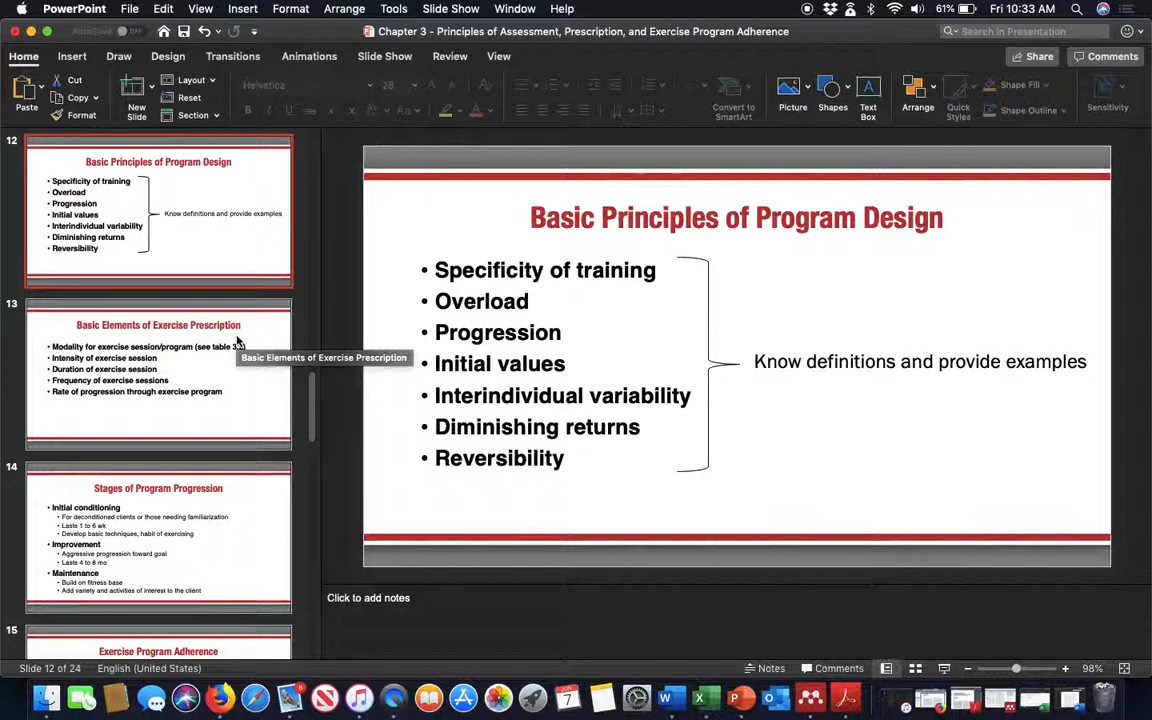 PowerPoint File Edit View Insert Format Arrange Tools Slide Show Window Help 61% Fri 10:33 AM
Chapter 3 - Principles of Assessment, Prescription, and Exercise Program Adherence
Search in Presentation
Home Insert Draw Design Transitions Animations Slide Show Review View Share Comments
Paste
Cut
Copy
Format
New
Slide
Layout
Reset
Section
Helvetica
28
Convert to
SmartArt
Picture
Shapes
Text
Box
Arrange
Quick
Styles
Shape Fill
Shape Outline
Sensitivity
12
Basic Principles of Program Design
• Specificity of training
• Overload
• Progression
• Initial values
• Interindividual variability
• Diminishing returns
• Reversibility
Know definitions and provide examples
13
Basic Elements of Exercise Prescription
• Modality for exercise session/program (see table 3.
• Intensity of exercise session
• Duration of exercise session
• Frequency of exercise sessions
• Rate of progression through exercise program
Basic Elements of Exercise Prescription
14
Stages of Program Progression
• Initial conditioning
• For deconditioned clients or those needing familiarization
• Lasts 1 to 6 wk
• Develop basic techniques, habit of exercising
• Improvement
• Aggressive progression toward goal
• Lasts 4 to 8 mo
• Maintenance
• Build on fitness base
• Add variety and activities of interest to the client
15
Exercise Program Adherence
Basic Principles of Program Design
• Specificity of training
• Overload
• Progression
• Initial values
• Interindividual variability
• Diminishing returns
• Reversibility
Know definitions and provide examples
Click to add notes
Slide 12 of 24 English (United States) Notes Comments 98%
7